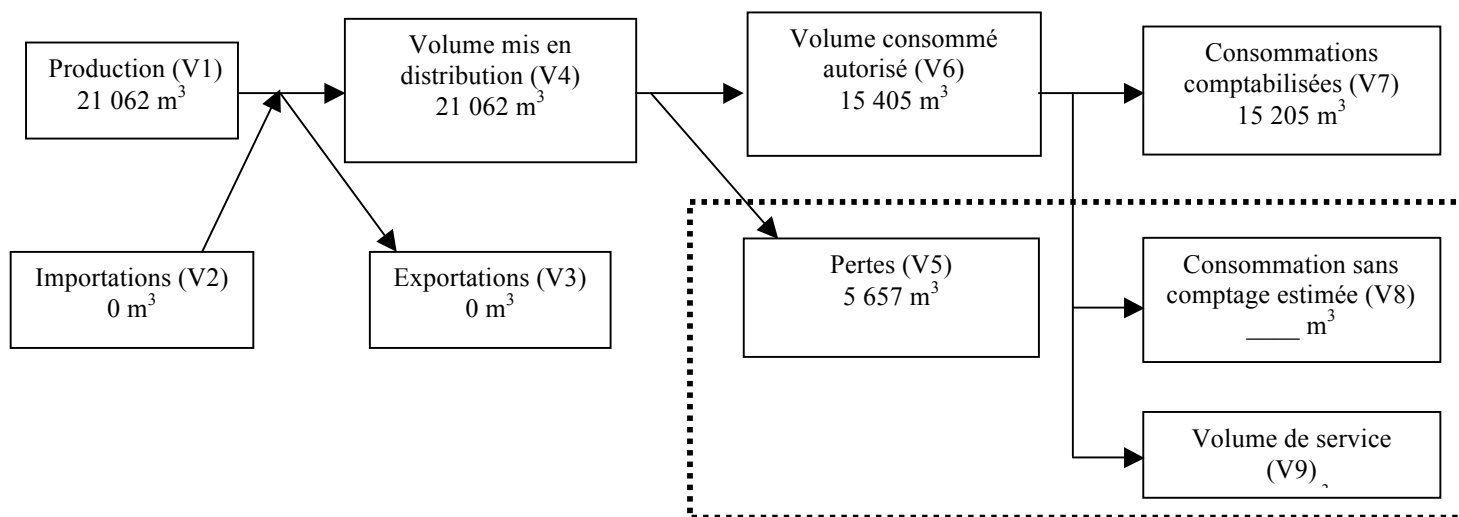 Production (V1)
21 062 m³
Volume mis en
distribution (V4)
21 062 m³
Volume consommé
autorisé (V6)
15 405 m³
Consommations
comptabilisées (V7)
15 205 m³
Importations (V2)
0 m³
Exportations (V3)
0 m³
Pertes (V5)
5 657 m³
Consommation sans
comptage estimée (V8)
____ m³
Volume de service
(V9)